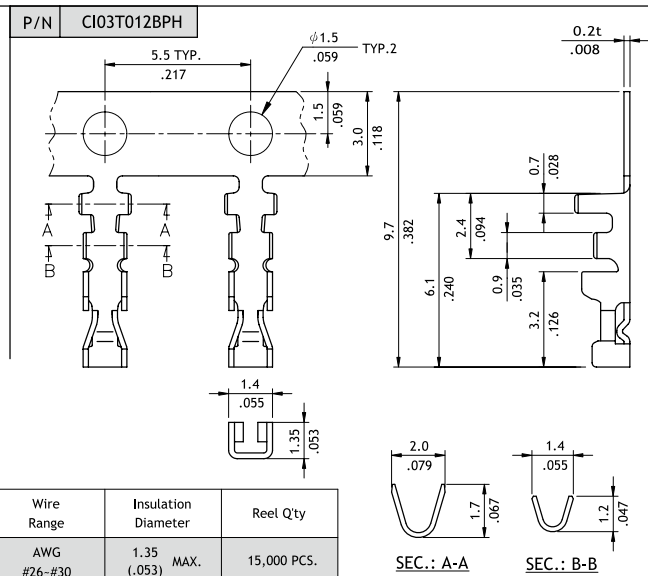 P/N CI03T012BPH
5.5 TYP.
.217
ϕ1.5
.059
TYP.2
1.5
.059
3.0
.118
0.2t
.008
A A
B B
9.7
.382
6.1
.240
2.4
.094
0.7
.028
0.9
.035
3.2
.126
1.4
.055
1.35
.053
2.0
.079
1.7
.067
SEC.: A-A
1.4
.055
1.2
.047
SEC.: B-B
Wire
Range
Insulation
Diameter
Reel Q'ty
AWG
#26~#30
1.35
(.053)
MAX.
15,000 PCS.